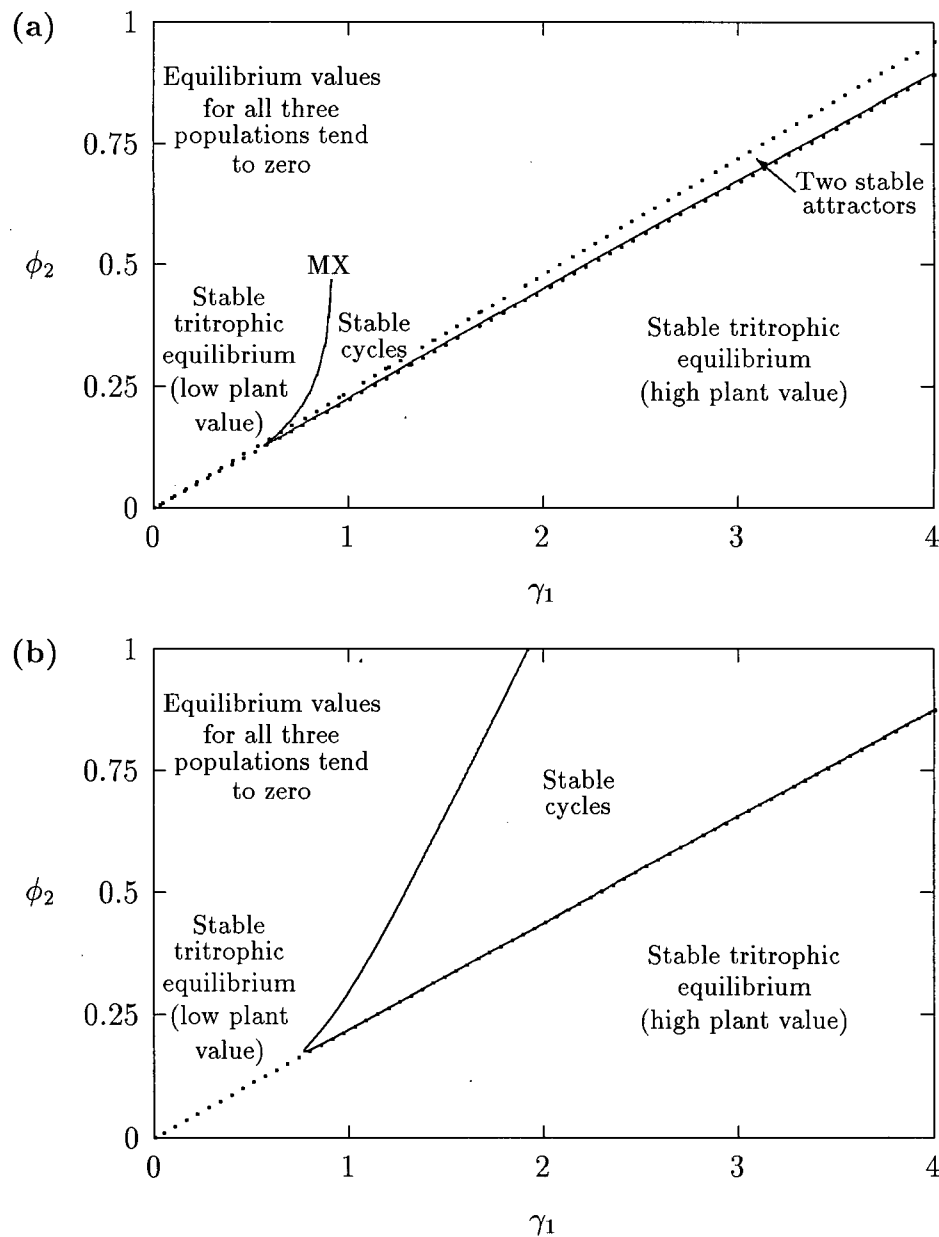 (a)
1
0.75
0.5
0.25
0
ϕ₂
Equilibrium values
for all three
populations tend
to zero
Two stable
attractors
MX
Stable
tritrophic
equilibrium
(low plant
value)
Stable
cycles
Stable tritrophic
equilibrium
(high plant value)
0 1 2 3 4
γ₁
(b)
1
0.75
0.5
0.25
0
ϕ₂
Equilibrium values
for all three
populations tend
to zero
Stable
cycles
Stable
tritrophic
equilibrium
(low plant
value)
Stable tritrophic
equilibrium
(high plant value)
0 1 2 3 4
γ₁